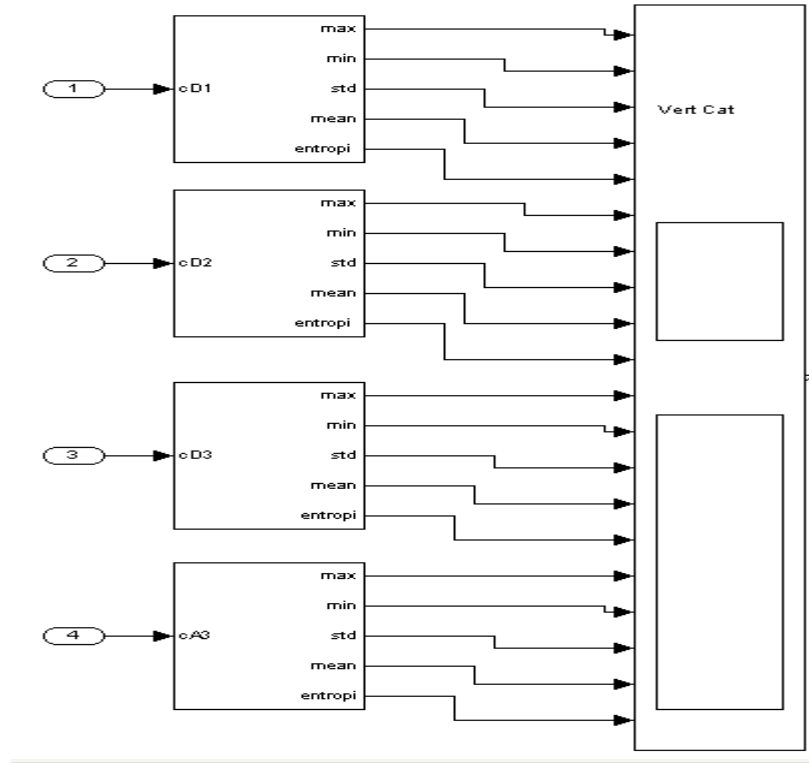 max
min
1
cD1
std
Vert Cat
mean
entropi
max
min
2
cD2
std
mean
entropi
max
min
3
cD3
std
mean
entropi
max
min
4
cA3
std
mean
entropi